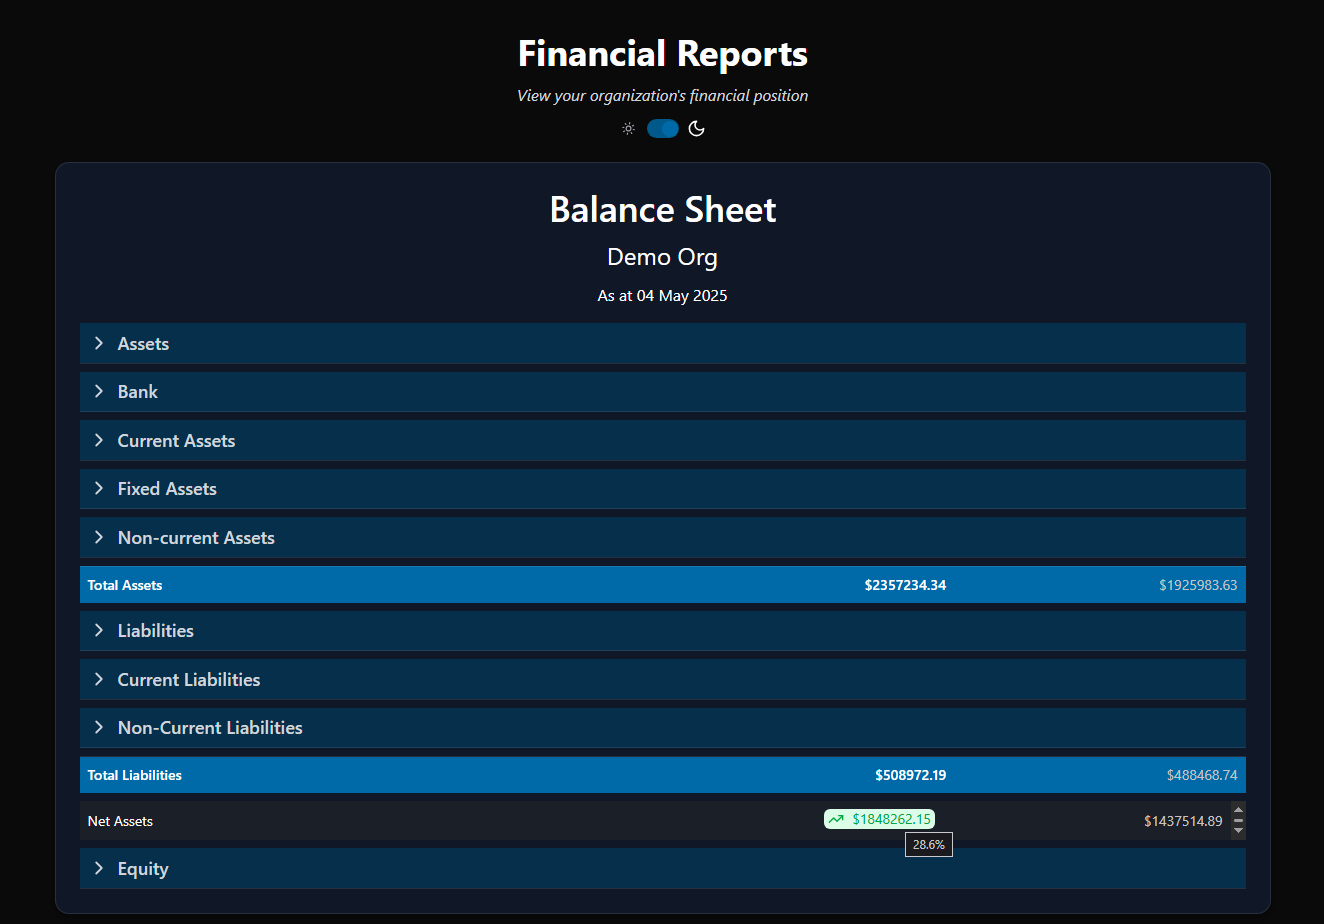 Financial Reports
View your organization's financial position
Balance Sheet
Demo Org
As at 04 May 2025
Assets
Bank
Current Assets
Fixed Assets
Non-current Assets
Total Assets $2357234.34 $1925983.63
Liabilities
Current Liabilities
Non-Current Liabilities
Total Liabilities $508972.19 $488468.74
Net Assets $1848262.15 $1437514.89
28.6%
Equity